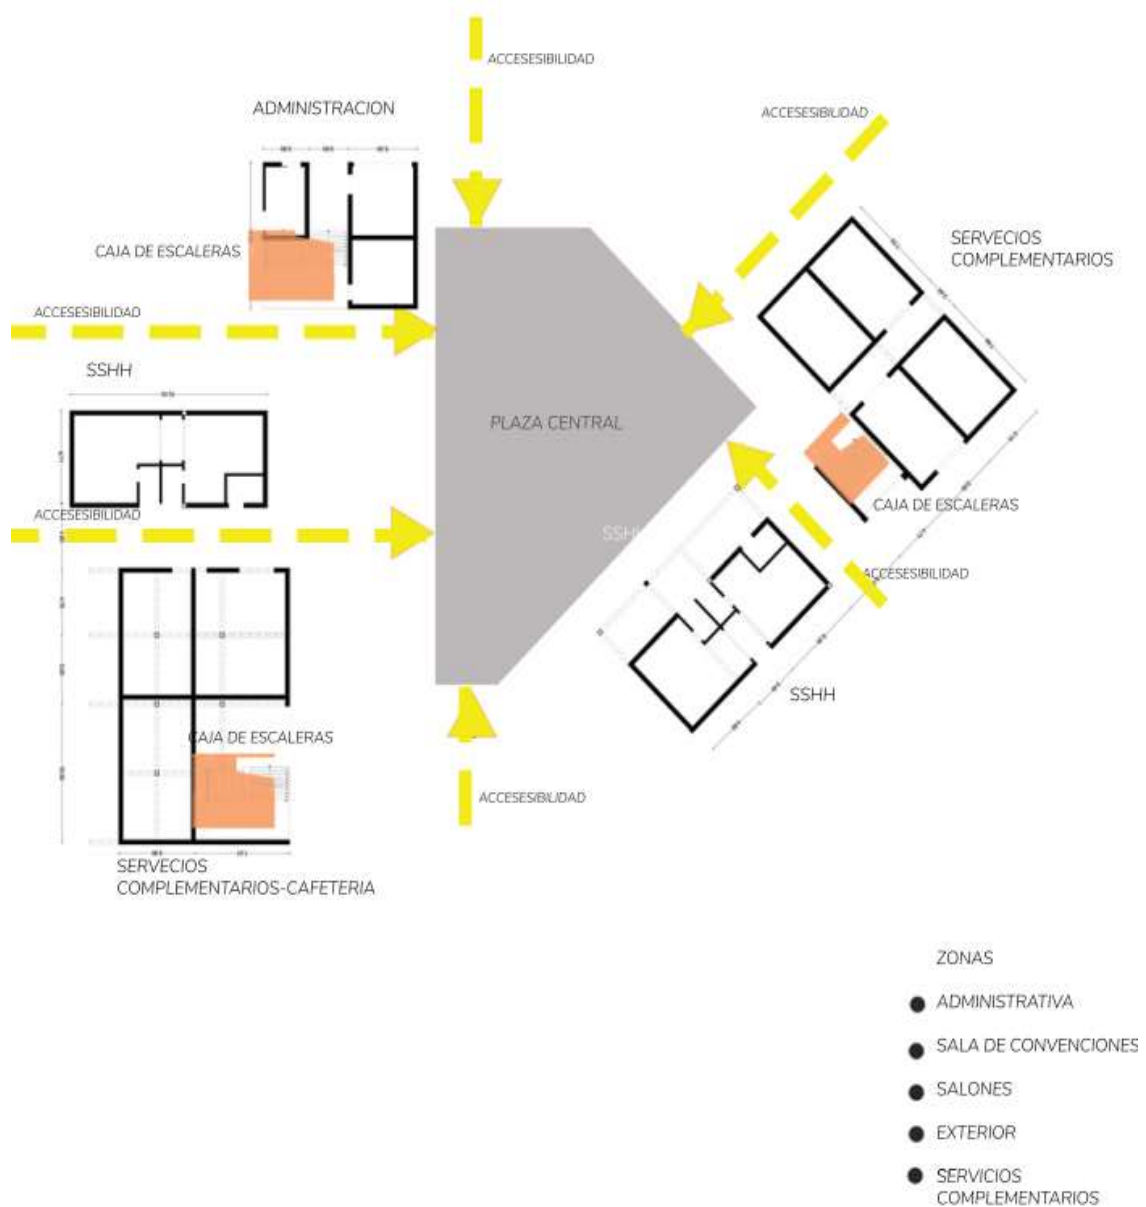 ACCESESIBILIDAD
ADMINISTRACION
ACCESESIBILIDAD
SERVECIOS
COMPLEMENTARIOS
CAJA DE ESCALERAS
ACCESESIBILIDAD
SSHH
PLAZA CENTRAL
CAJA DE ESCALERAS
ACCESESIBILIDAD
SSHH
ACCESESIBILIDAD
SSHH
CAJA DE ESCALERAS
ACCESESIBILIDAD
SERVECIOS
COMPLEMENTARIOS-CAFETERIA
ZONAS
ADMINISTRATIVA
SALA DE CONVENCIONES
SALONES
EXTERIOR
SERVICIOS
COMPLEMENTARIOS